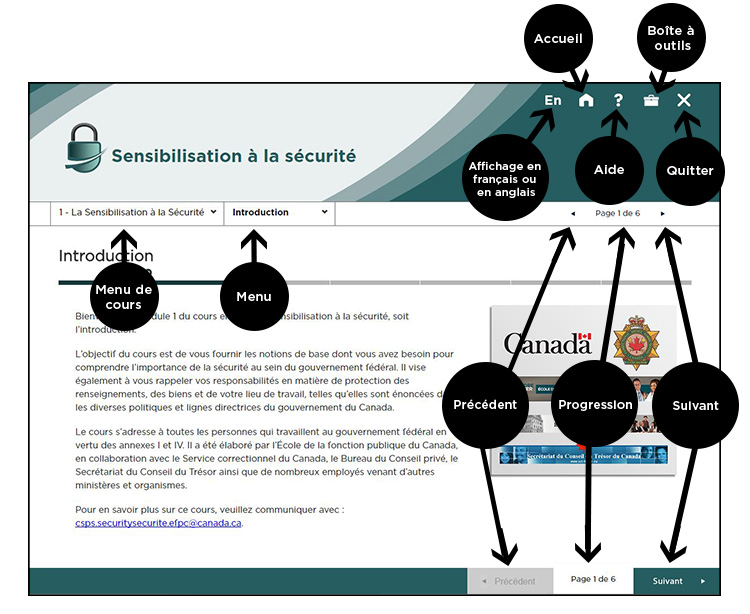 Accueil
Boîte à
outils
En
?
Sensibilisation à la sécurité
Affichage en
français ou
en anglais
Aide
Quitter
1 - La Sensibilisation à la Sécurité
Introduction
Page 1 de 6
Introduction
Menu de
cours
Menu
dule 1 du cours
sensibilisation à la sécurité, soit
l'introduction.
L'objectif du cours est de vous fournir les notions de base dont vous avez besoin pour
comprendre l'importance de la sécurité au sein du gouvernement fédéral. Il vise
également à vous rappeler vos responsabilités en matière de protection des
renseignements, des biens et de votre lieu de travail, telles qu'elles sont énoncées
les diverses politiques et lignes directrices du gouvernement du Canada.
Le cours s'adresse à toutes les personnes qui travaillent au gouvernement fédéral en
vertu des annexes I et IV. Il a été élaboré par l'École de la fonction publique du Canada,
en collaboration avec le Service correctionnel du Canada, le Bureau du Conseil privé, le
Secrétariat du Conseil du Trésor ainsi que de nombreux employés venant d'autres
ministères et organismes.
Pour en savoir plus sur ce cours, veuillez communiquer avec :
csps.securitysecurite.efpc@canada.ca.
Canada
Précédent
Progression
Suivant
Secrétariat du Conseil du Trésor du Canada
Précédent
Page 1 de 6
Suivant